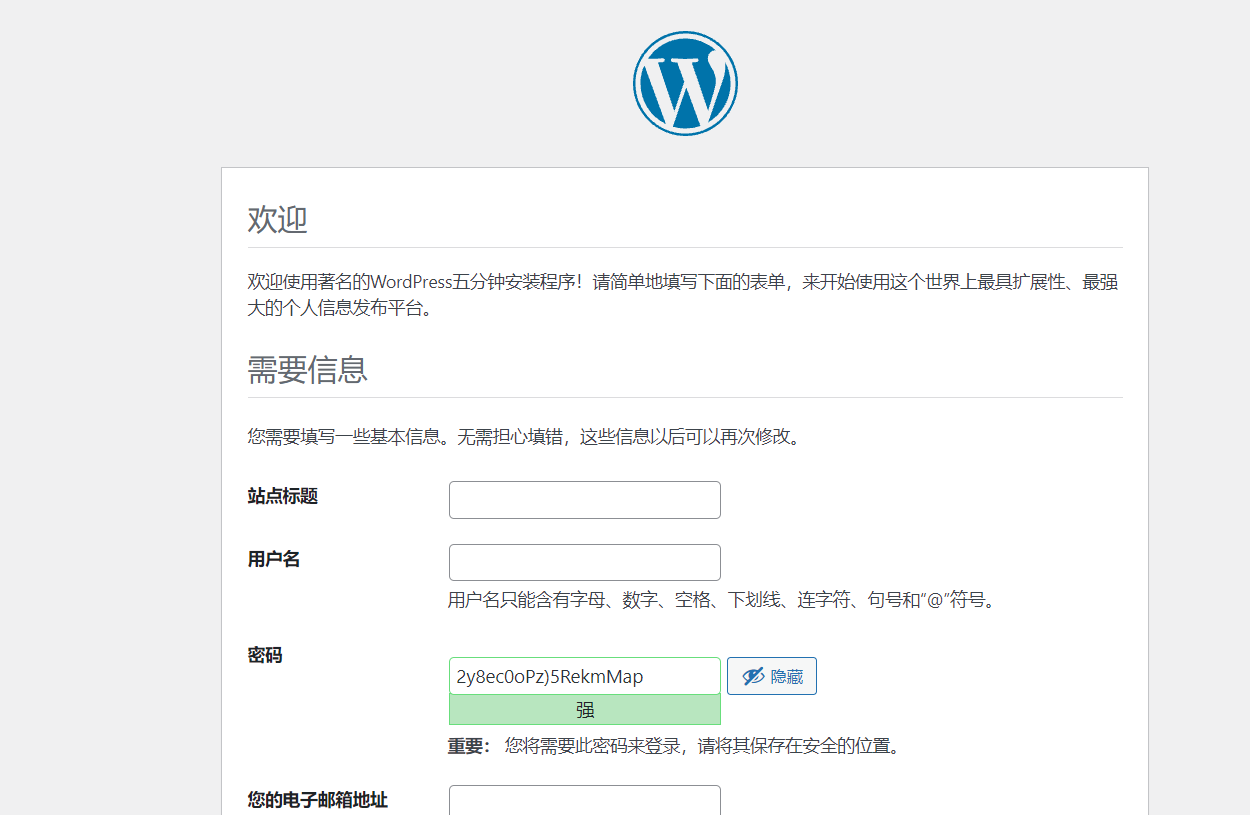 欢迎
欢迎使用著名的WordPress五分钟安装程序！请简单地填写下面的表单，来开始使用这个世界上最具扩展性、最强
大的个人信息发布平台。
需要信息
您需要填写一些基本信息。无需担心填错，这些信息以后可以再次修改。
站点标题
用户名
用户名只能含有字母、数字、空格、下划线、连字符、句号和“@”符号。
密码
2y8ec0oPz)5RekmMap
隐藏
强
重要： 您将需要此密码来登录，请将其保存在安全的位置。
您的电子邮箱地址